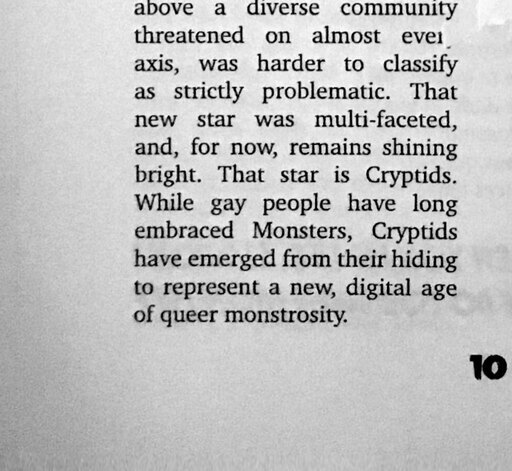 above a diverse community
threatened on almost
axis, was harder to classify
as strictly problematic. That
new star was multi-faceted,
and, for now, remains shining
bright. That star is Cryptids.
While gay people have long
embraced Monsters, Cryptids
have emerged from their hiding
to represent a new, digital age
of queer monstrosity.
10